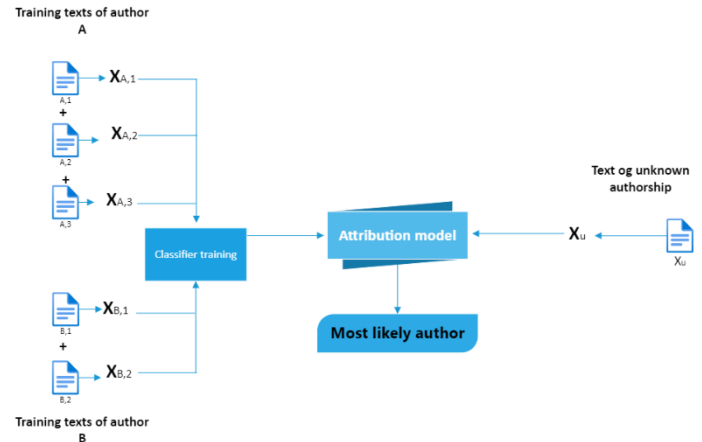 Training texts of author
A
A,1
XA,1
+
A,2
XA,2
+
A,3
XA,3
Classifier training
Attribution model
Text og unknown
authorship
Xu
Xu
Most likely author
B,1
XB,1
+
B,2
XB,2
Training texts of author
B